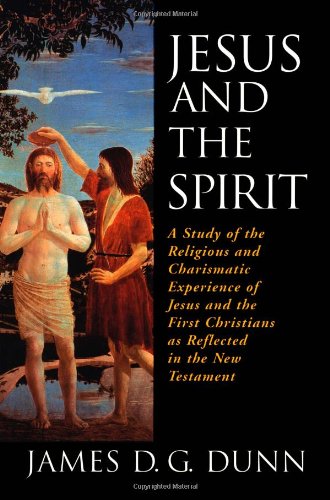 JESUS
AND
THE
SPIRIT
A Study of the
Religious and
Charismatic
Experience of
Jesus and the
First Christians
as Reflected
in the New
Testament
JAMES D. G. DUNN